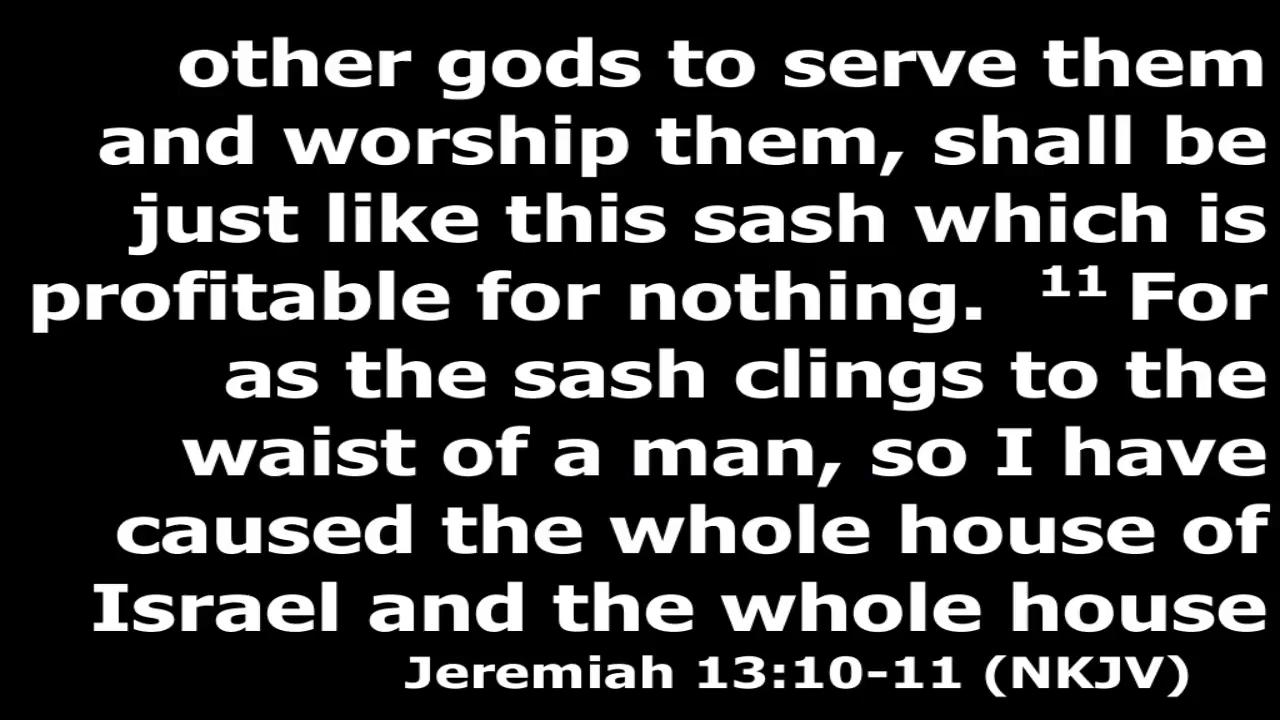 other gods to serve them
and worship them, shall be
just like this sash which is
profitable for nothing. ¹¹ For
as the sash clings to the
waist of a man, so I have
caused the whole house of
Israel and the whole house
Jeremiah 13:10-11 (NKJV)